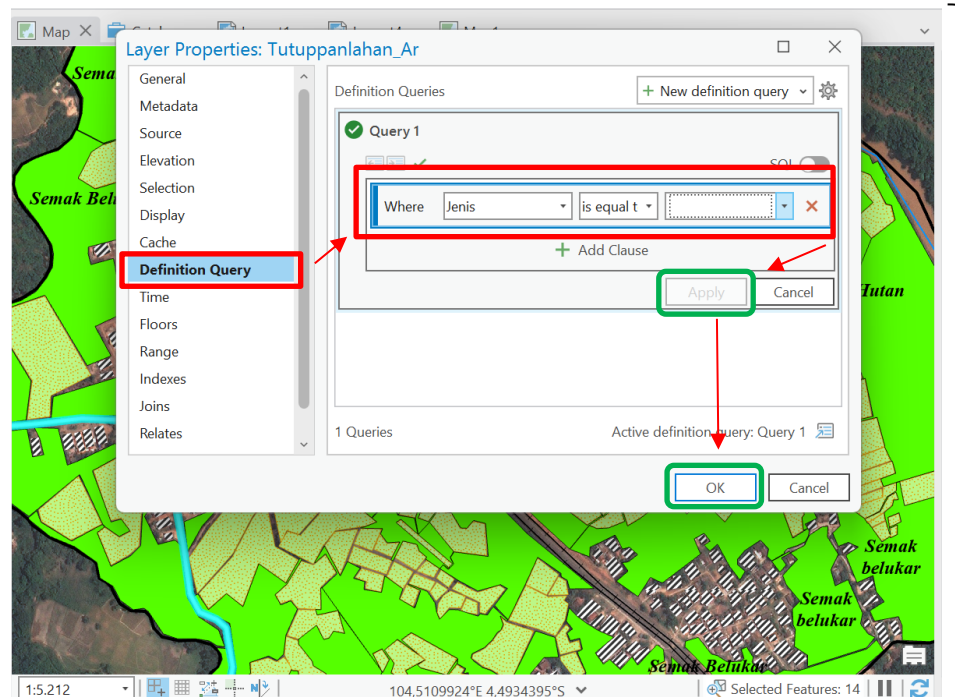 Map
Layer Properties: Tutuppanlahan_Ar
General
Metadata
Source
Elevation
Selection
Display
Cache
Definition Query
Time
Floors
Range
Indexes
Joins
Relates
Definition Queries
+ New definition query
Query 1
SQL
Where Jenis is equal t
+ Add Clause
Apply Cancel
1 Queries
Active definition query: Query 1
OK Cancel
Sema
Semak Belu
Hutan
Semak
belukar
Semak
belukar
Semak Belukar
1:5.212
104,5109924°E 4,4934395°S
Selected Features: 14